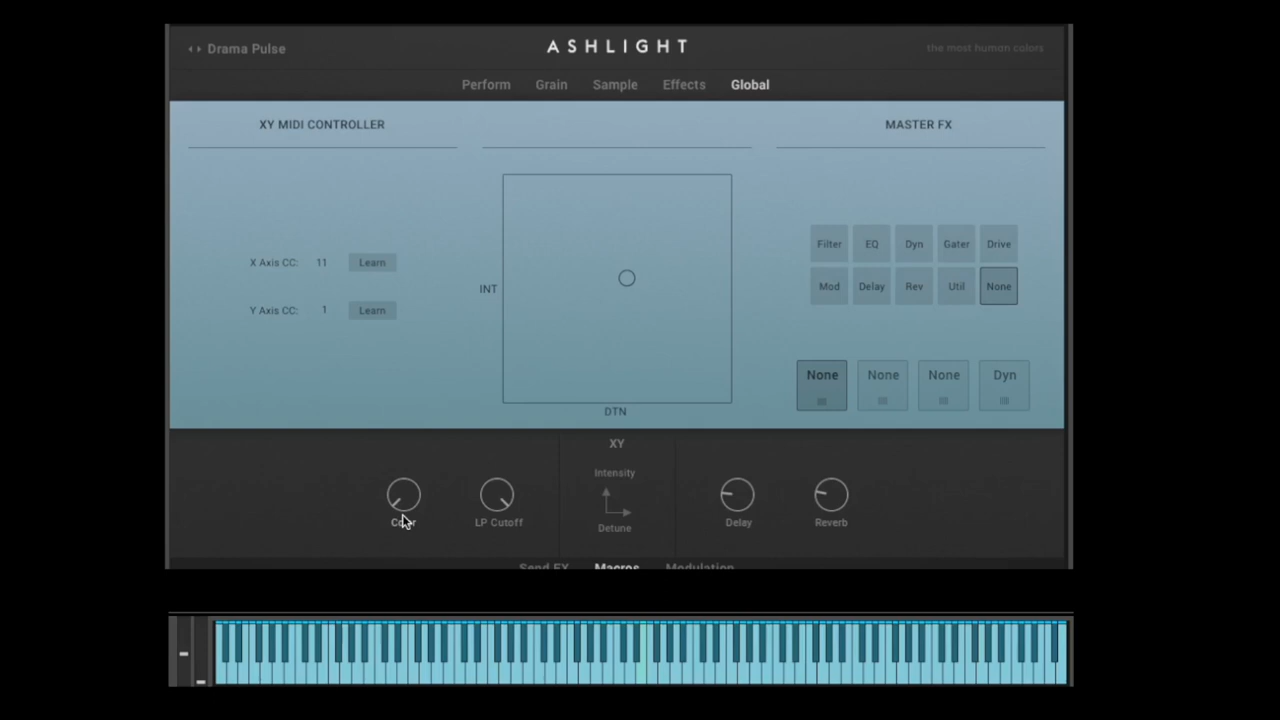 Drama Pulse
ASHLIGHT
the most human colors
Perform Grain Sample Effects Global
XY MIDI CONTROLLER
MASTER FX
Filter EQ Dyn Gater Drive
X Axis CC: 11 Learn
INT
Mod Delay Rev Util None
Y Axis CC: 1 Learn
None None None Dyn
DTN
XY
Intensity
LP Cutoff
Detune
Delay
Reverb
Send FX Macros Modulation